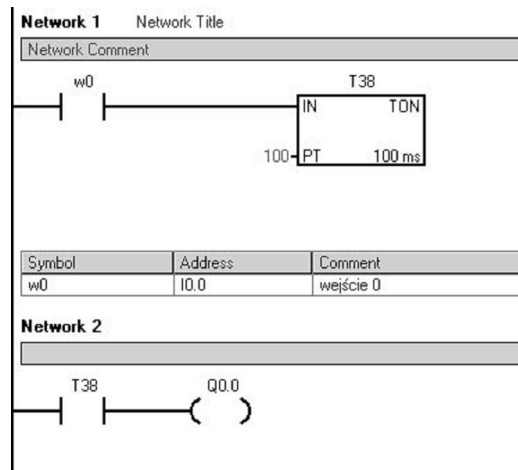 Network 1 Network Title
Network Comment
w0 T38
IN TON
100 PT 100 ms
Symbol Address Comment
w0 I0.0 wejście 0
Network 2
T38 Q0.0